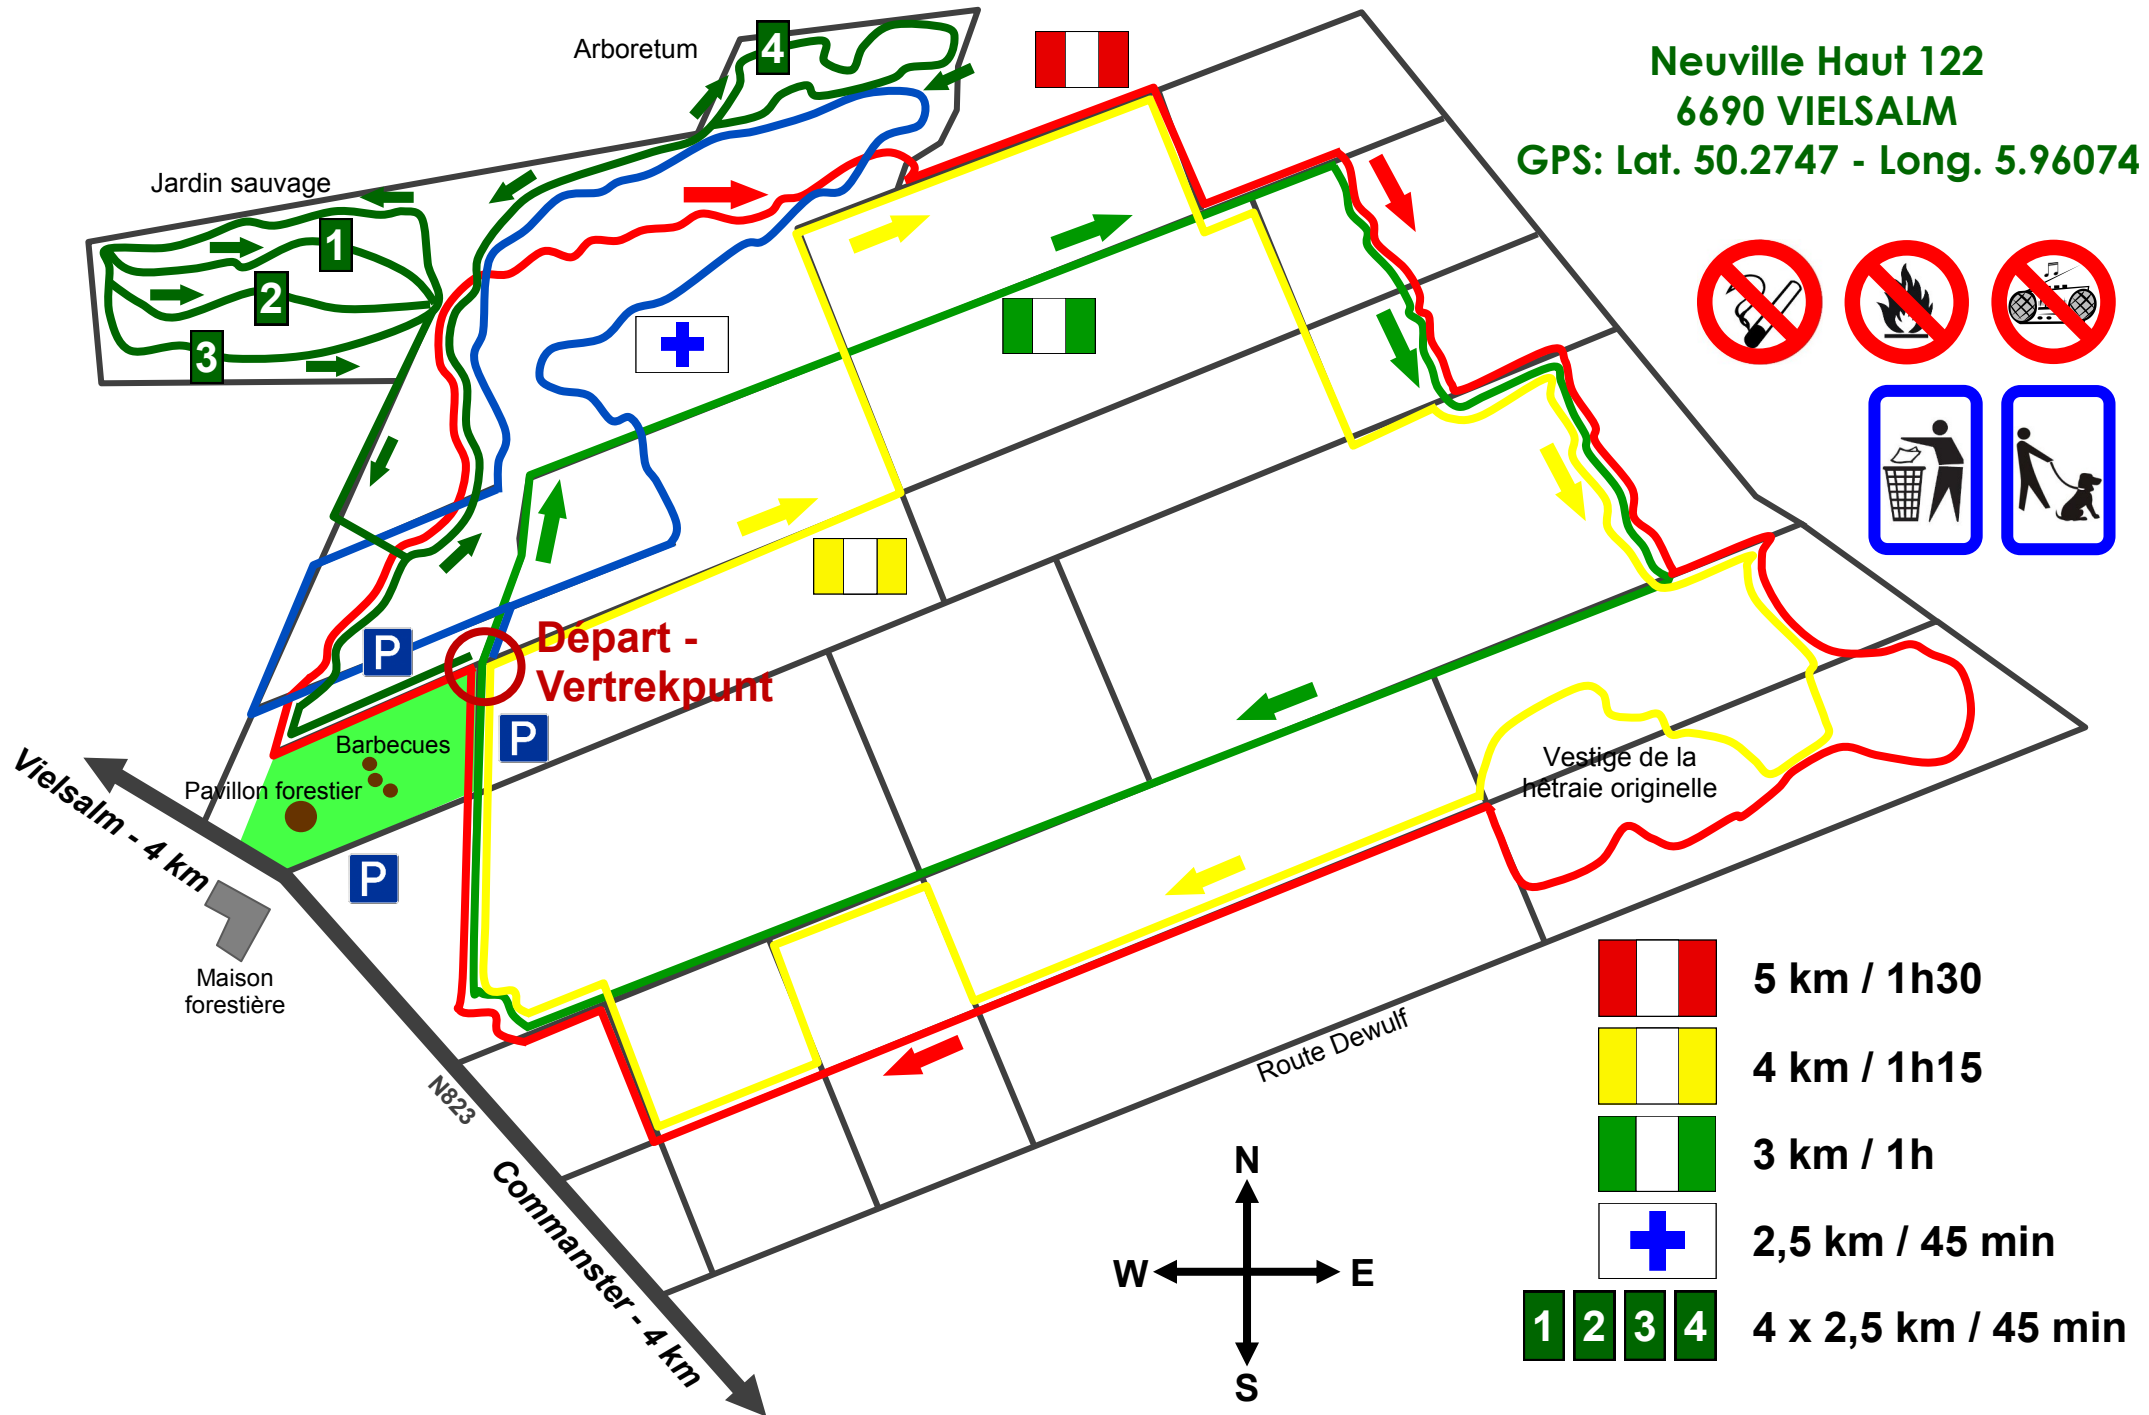 Neuville Haut 122
6690 VIELSALM
GPS: Lat. 50.2747 - Long. 5.96074
Arboretum
4
Jardin sauvage
1
2
3
P
Départ -
Vertrekpunt
P
Barbecues
Pavillon forestier
P
Vielsalm - 4 km
Maison
forestière
N823
Commanster - 4 km
Vestige de la
hêtraie originelle
Route Dewulf
N
W E
S
5 km / 1h30
4 km / 1h15
3 km / 1h
2,5 km / 45 min
1 2 3 4 4 x 2,5 km / 45 min